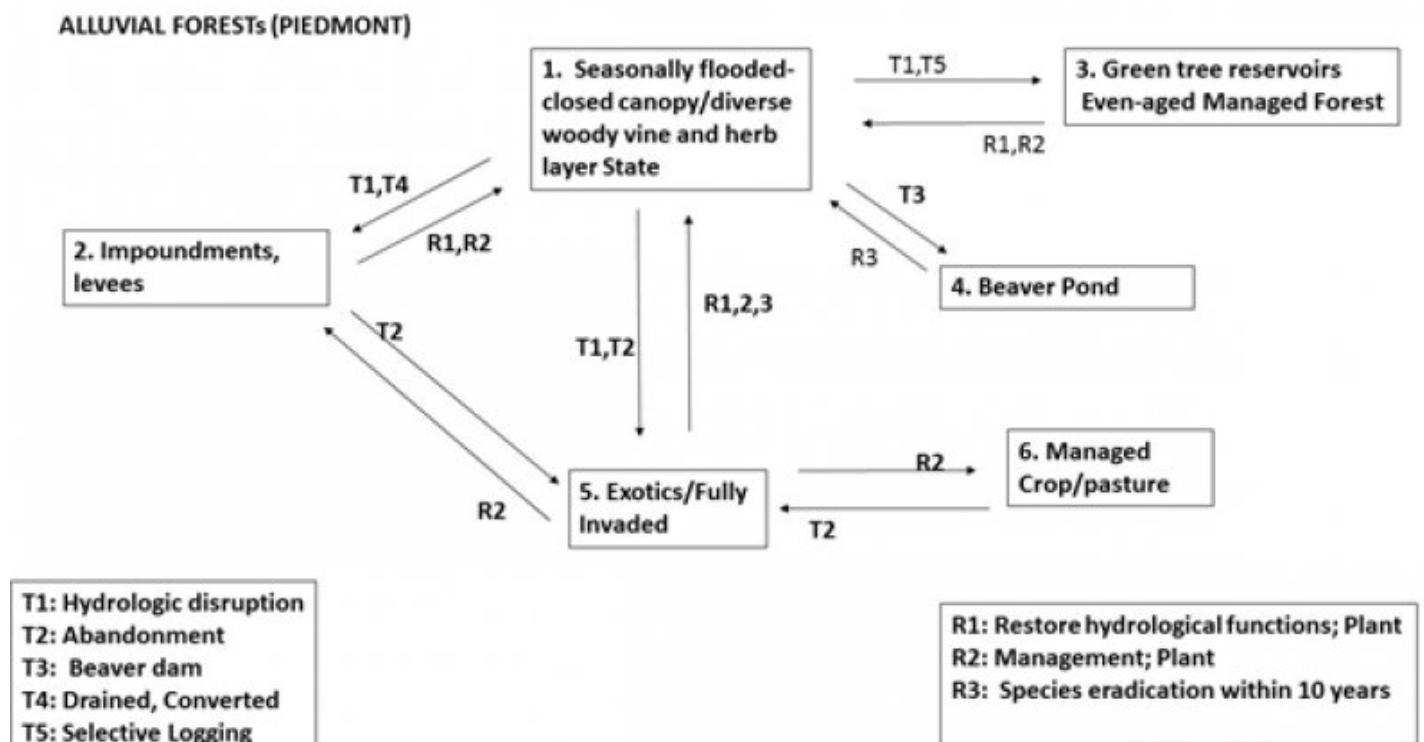 ALLUVIAL FORESTs (PIEDMONT)
1. Seasonally flooded-
closed canopy/diverse
woody vine and herb
layer State
T1,T5
3. Green tree reservoirs
Even-aged Managed Forest
R1,R2
T1,T4
T3
R1,R2
R3
2. Impoundments,
levees
4. Beaver Pond
R1,2,3
T2
T1,T2
R2
5. Exotics/Fully
Invaded
R2
T2
6. Managed
Crop/pasture
T1: Hydrologic disruption
T2: Abandonment
T3: Beaver dam
T4: Drained, Converted
T5: Selective Logging
R1: Restore hydrological functions; Plant
R2: Management; Plant
R3: Species eradication within 10 years